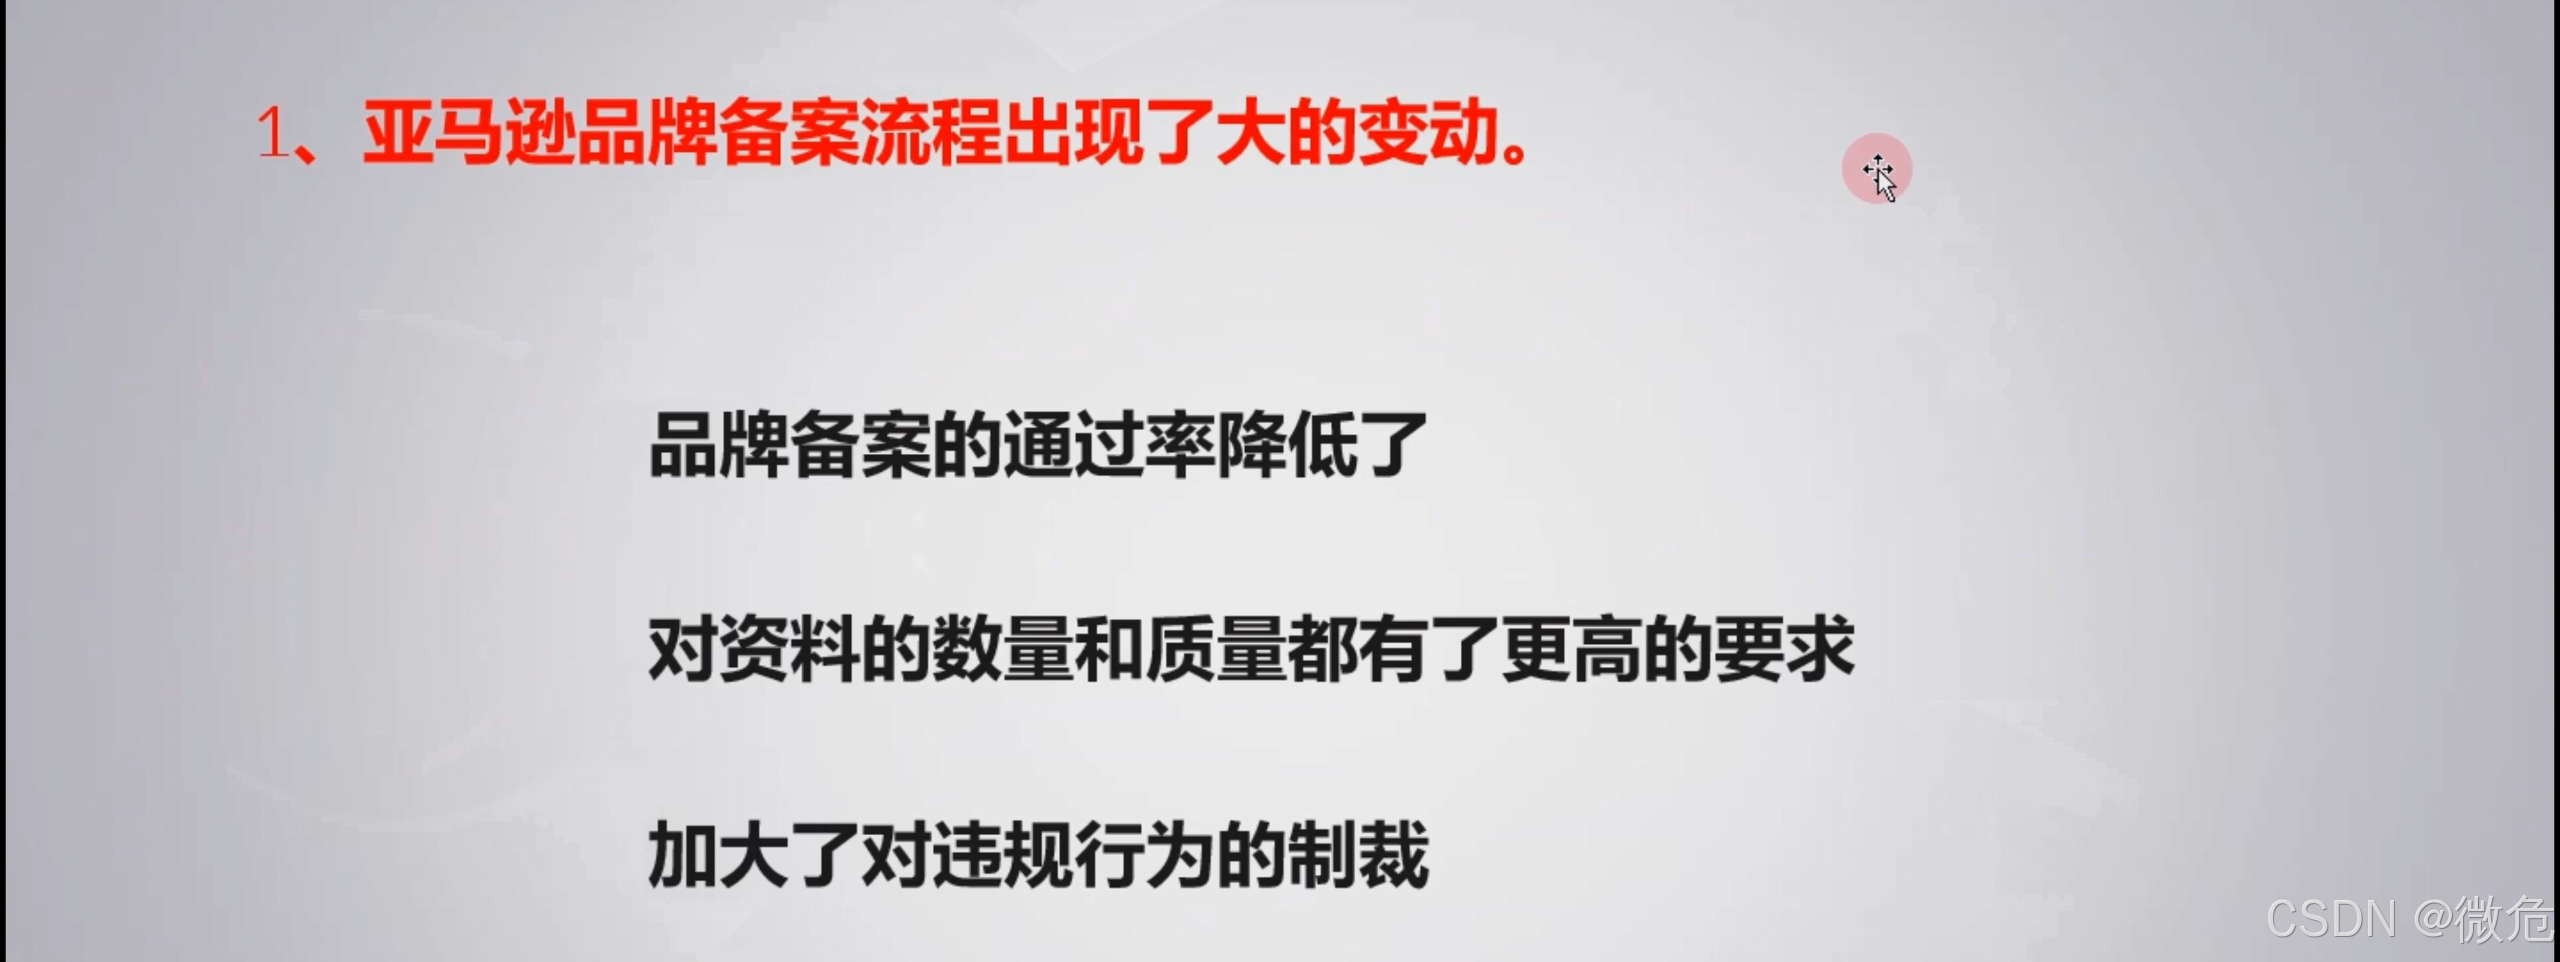 1、亚马逊品牌备案流程出现了大的变动。
品牌备案的通过率降低了
对资料的数量和质量都有了更高的要求
加大了对违规行为的制裁
CSDN @微危